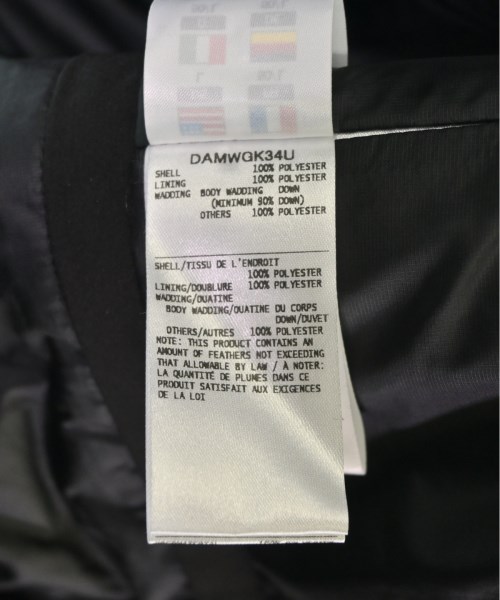 DAMWGK34U
SHELL 100% POLYESTER
LINING 100% POLYESTER
WADDING BODY WADDING DOWN
(MINIMUM 90% DOWN)
OTHERS 100% POLYESTER
SHELL/TISSU DE L'ENDROIT
100% POLYESTER
LINING/DOUBLURE 100% POLYESTER
WADDING/OUATINE
BODY WADDING/OUATINE DU CORPS
DOWN/DUVET
OTHERS/AUTRES 100% POLYESTER
NOTE: THIS PRODUCT CONTAINS AN
AMOUNT OF FEATHERS NOT EXCEEDING
THAT ALLOWABLE BY LAW / À NOTER:
LA QUANTITÉ DE PLUMES DANS CE
PRODUIT SATISFAIT AUX EXIGENCES
DE LA LOI